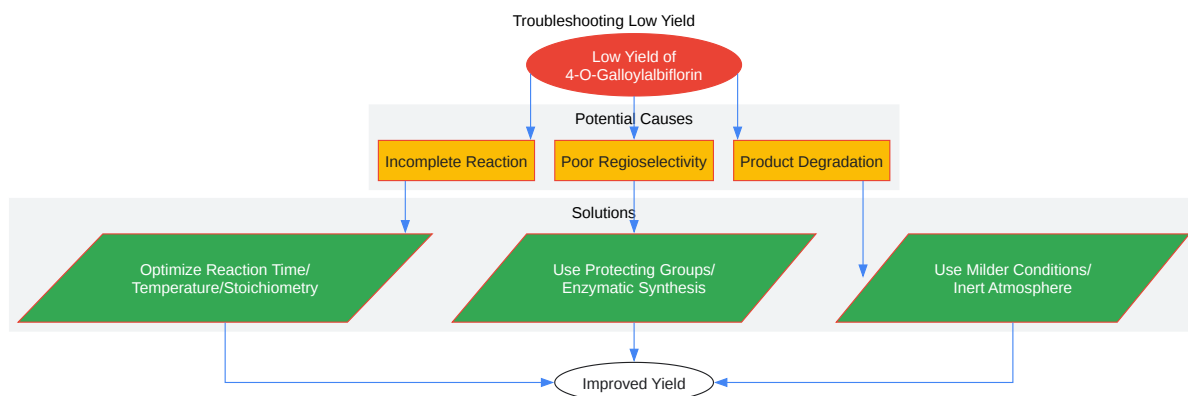 Troubleshooting Low Yield
Low Yield of
4-O-Galloylalbiflorin
Potential Causes
Incomplete Reaction
Poor Regioselectivity
Product Degradation
Solutions
Optimize Reaction Time/
Temperature/Stoichiometry
Use Protecting Groups/
Enzymatic Synthesis
Use Milder Conditions/
Inert Atmosphere
Improved Yield